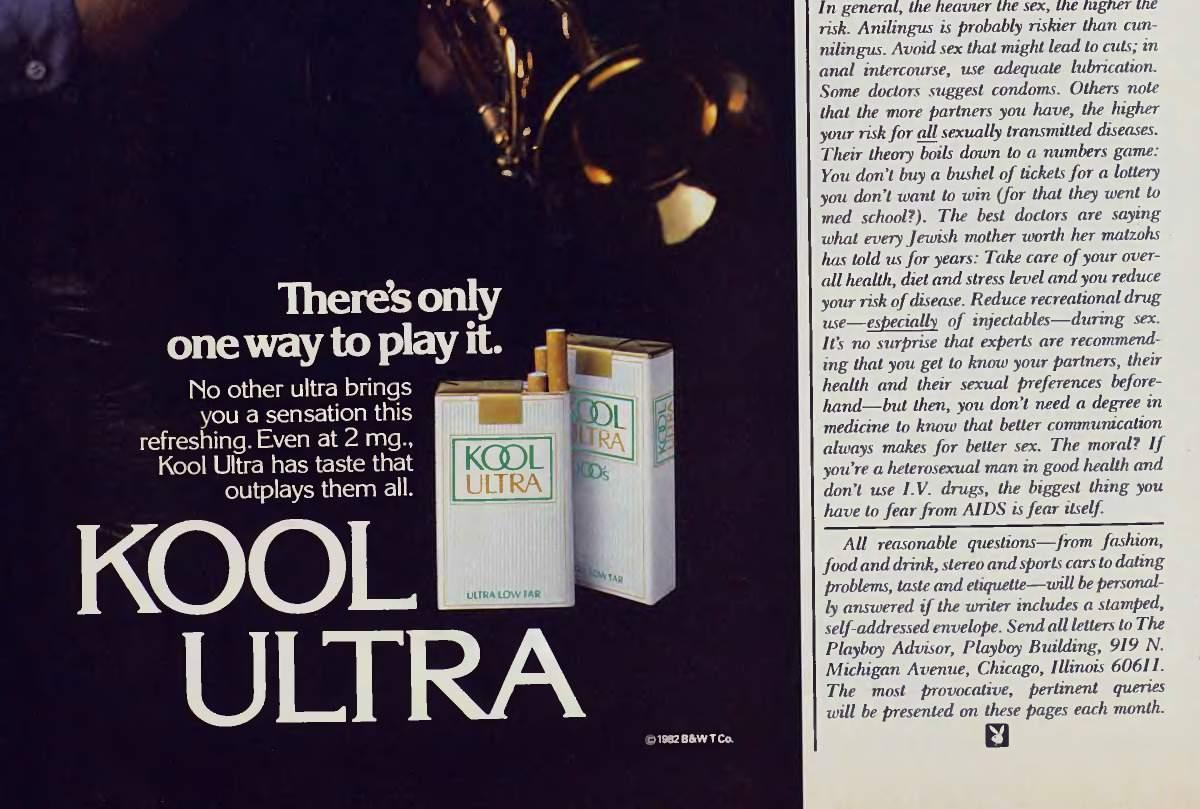 There's only
one way to play it.
No other ultra brings
you a sensation this
refreshing. Even at 2 mg.,
Kool Ultra has taste that
outplays them all.
KOOL
ULTRA
KOOL
ULTRA
ULTRA LOW TAR
KOOL
ULTRA
100's
LOW TAR
KOOL
ULTRA
© 1982 B&W T Co.
In general, the heavier the sex, the higher the
risk. Anilingus is probably riskier than cun-
nilingus. Avoid sex that might lead to cuts; in
anal intercourse, use adequate lubrication.
Some doctors suggest condoms. Others note
that the more partners you have, the higher
your risk for all sexually transmitted diseases.
Their theory boils down to a numbers game:
You don't buy a bushel of tickets for a lottery
you don't want to win (for that they went to
med school?). The best doctors are saying
what every Jewish mother worth her matzohs
has told us for years: Take care of your over-
all health, diet and stress level and you reduce
your risk of disease. Reduce recreational drug
use—especially of injectables—during sex.
It's no surprise that experts are recommend-
ing that you get to know your partners, their
health and their sexual preferences before-
hand—but then, you don't need a degree in
medicine to know that better communication
always makes for better sex. The moral? If
you're a heterosexual man in good health and
don't use I.V. drugs, the biggest thing you
have to fear from AIDS is fear itself.
All reasonable questions—from fashion,
food and drink, stereo and sports cars to dating
problems, taste and etiquette—will be personal-
ly answered if the writer includes a stamped,
self-addressed envelope. Send all letters to The
Playboy Advisor, Playboy Building, 919 N.
Michigan Avenue, Chicago, Illinois 60611.
The most provocative, pertinent queries
will be presented on these pages each month.